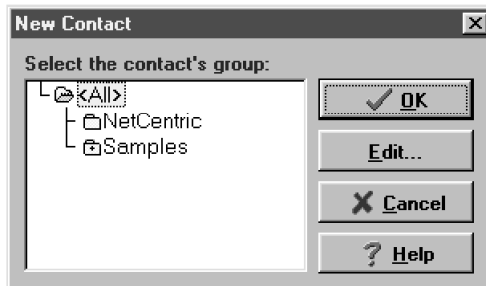 New Contact
Select the contact's group:
<All>
NetCentric
Samples
OK
Edit...
Cancel
Help